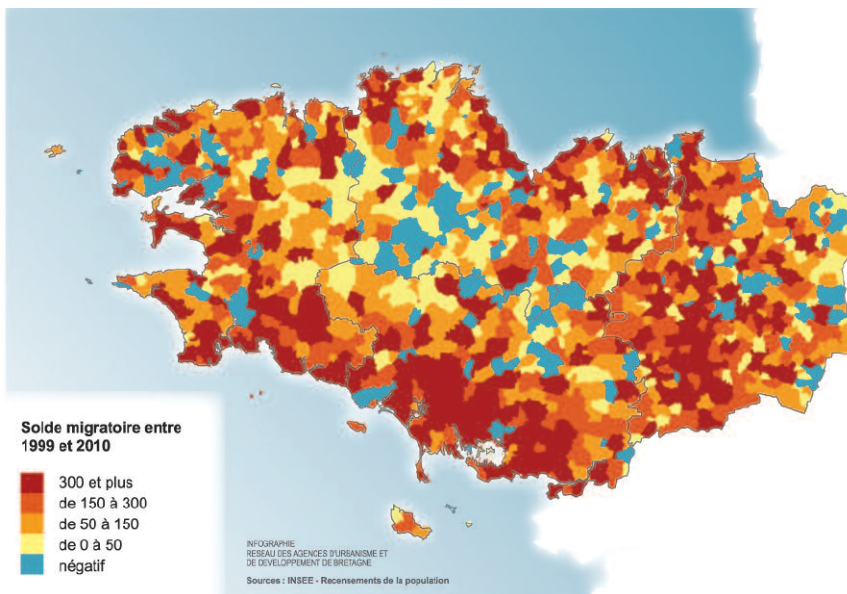 Solde migratoire entre
1999 et 2010
300 et plus
de 150 à 300
de 50 à 150
de 0 à 50
négatif
INFOGRAPHIE
RESEAU DES AGENCES D'URBANISME ET
DE DEVELOPPEMENT DE BRETAGNE
Sources : INSEE - Recensements de la population